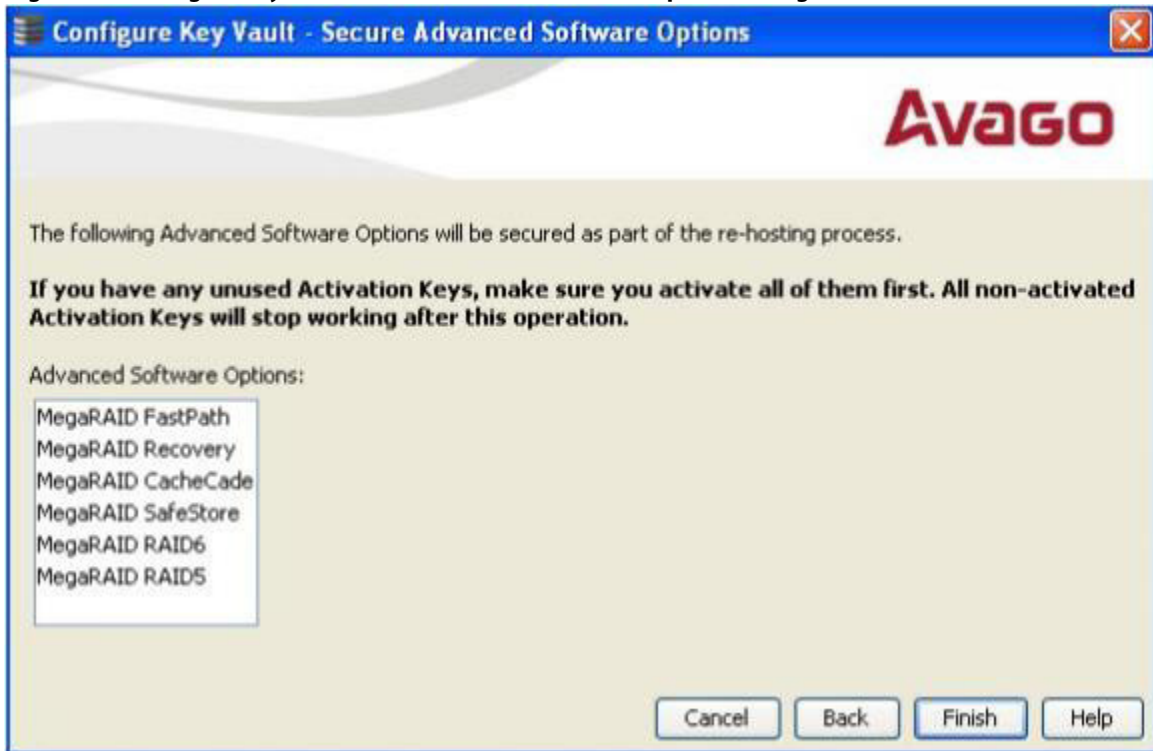 Configure Key Vault - Secure Advanced Software Options
Avago
The following Advanced Software Options will be secured as part of the re-hosting process.
If you have any unused Activation Keys, make sure you activate all of them first. All non-activated
Activation Keys will stop working after this operation.
Advanced Software Options:
MegaRAID FastPath
MegaRAID Recovery
MegaRAID CacheCade
MegaRAID SafeStore
MegaRAID RAID6
MegaRAID RAID5
Cancel
Back
Finish
Help